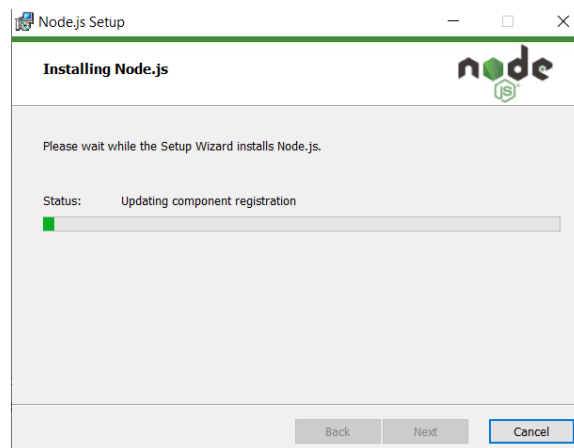 Node.js Setup
Installing Node.js
node
JS
Please wait while the Setup Wizard installs Node.js.
Status: Updating component registration
Back Next Cancel